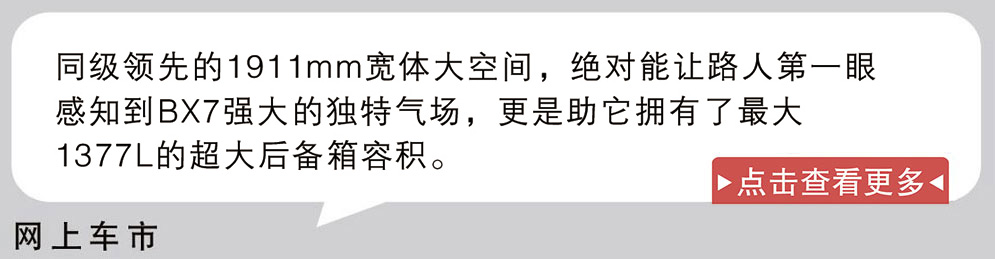 同级领先的1911mm宽体大空间，绝对能让路人第一眼
感知到BX7强大的独特气场，更是助它拥有了最大
1377L的超大后备箱容积。
点击查看更多
网上车市